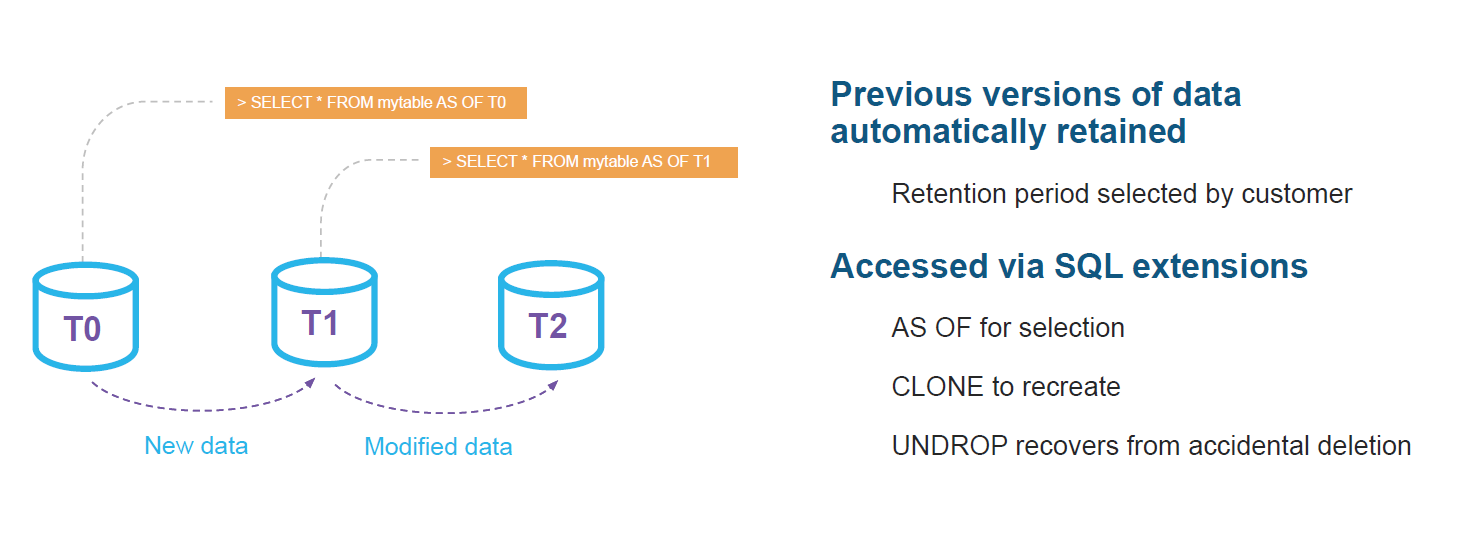 > SELECT * FROM mytable AS OF T0
> SELECT * FROM mytable AS OF T1
T0
T1
T2
New data
Modified data
Previous versions of data
automatically retained
Retention period selected by customer
Accessed via SQL extensions
AS OF for selection
CLONE to recreate
UNDROP recovers from accidental deletion